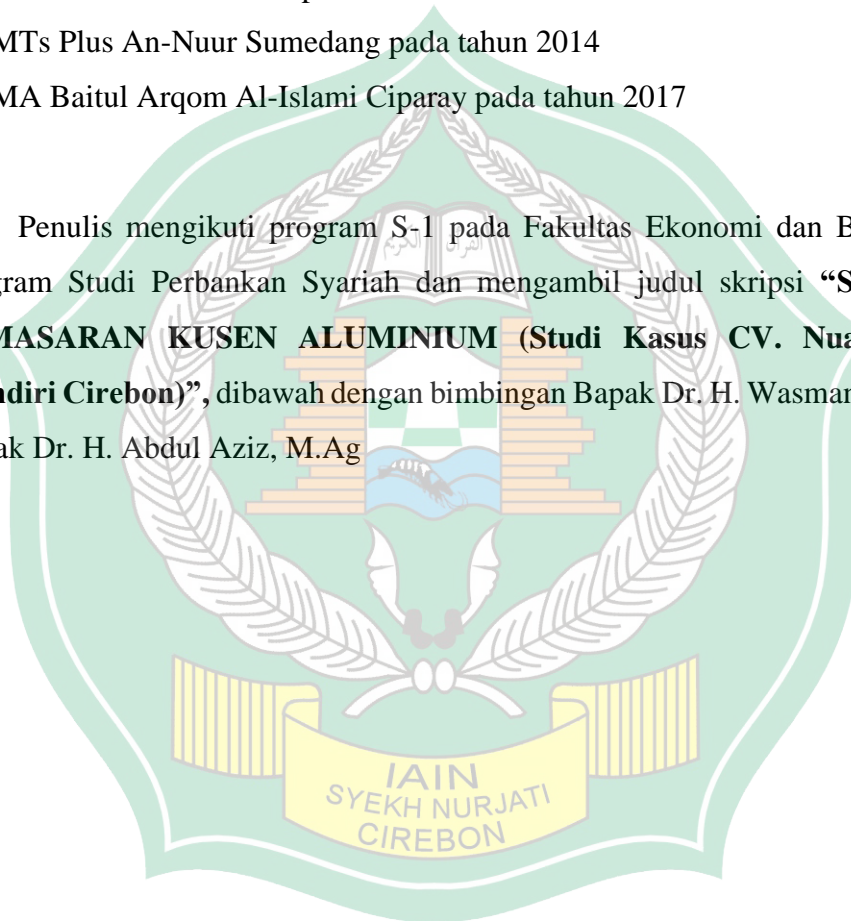 MTs Plus An-Nuur Sumedang pada tahun 2014
MA Baitul Arqom Al-Islami Ciparay pada tahun 2017
Penulis mengikuti program S-1 pada Fakultas Ekonomi dan B
gram Studi Perbankan Syariah dan mengambil judul skripsi “S
MASARAN KUSEN ALUMINIUM (Studi Kasus CV. Nua
ndiri Cirebon)”, dibawah dengan bimbingan Bapak Dr. H. Wasman
ak Dr. H. Abdul Aziz, M.Ag
القرآن
الكريم
IAIN
SYEKH NURJATI
CIREBON